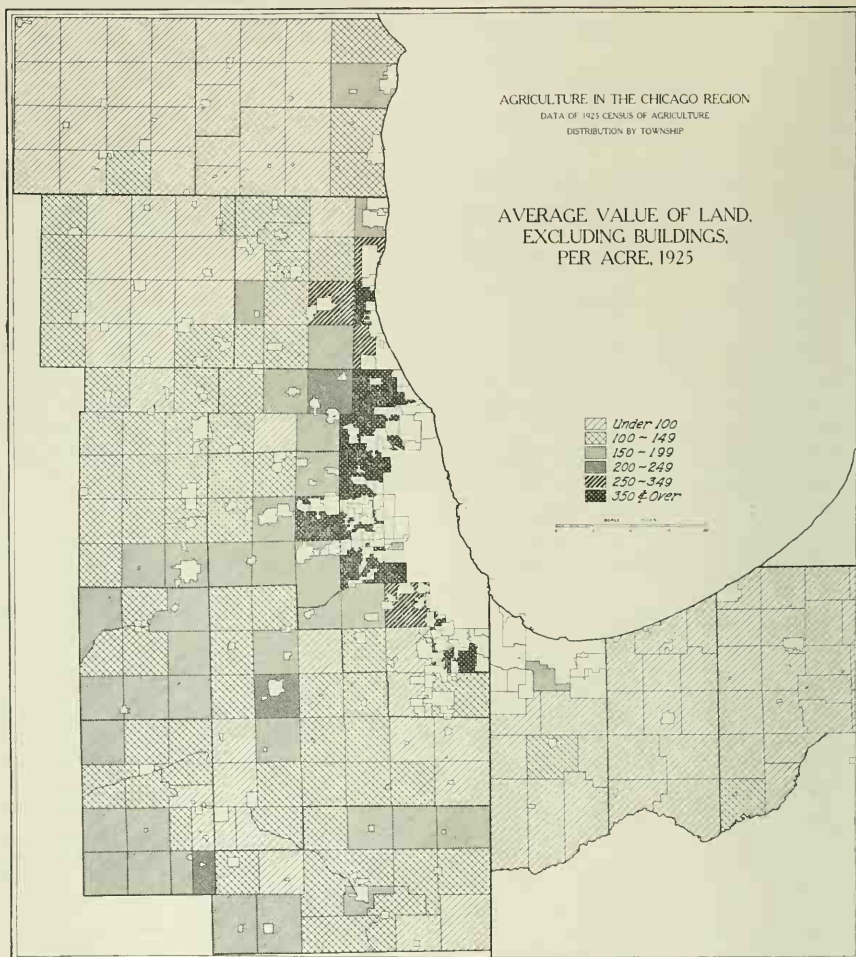 AGRICULTURE IN THE CHICAGO REGION
DATA OF 1925 CENSUS OF AGRICULTURE
DISTRIBUTION BY TOWNSHIP
AVERAGE VALUE OF LAND,
EXCLUDING BUILDINGS,
PER ACRE, 1925
Under 100
100 ~ 149
150 ~ 199
200 ~ 249
250 ~ 349
350 & Over
SCALE